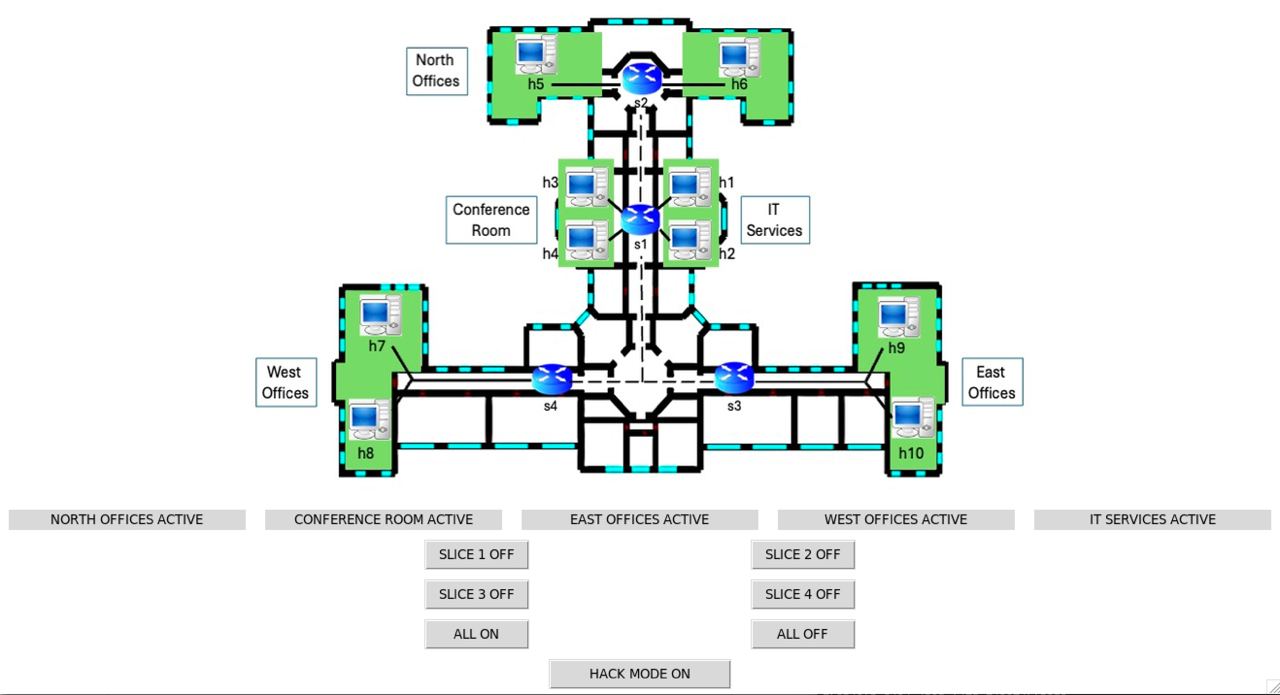 North
Offices
h5
h6
s2
h3
h1
Conference
Room
IT
Services
s1
h4
h2
h7
h9
West
Offices
East
Offices
s4
s3
h8
h10
NORTH OFFICES ACTIVE
CONFERENCE ROOM ACTIVE
EAST OFFICES ACTIVE
WEST OFFICES ACTIVE
IT SERVICES ACTIVE
SLICE 1 OFF
SLICE 2 OFF
SLICE 3 OFF
SLICE 4 OFF
ALL ON
ALL OFF
HACK MODE ON